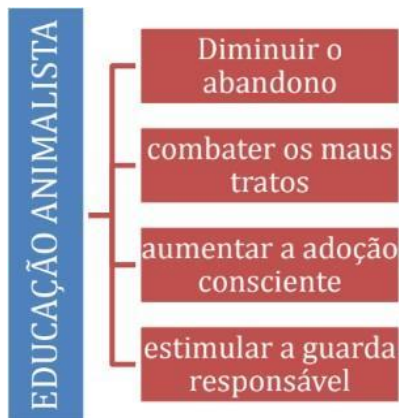 EDUCAÇÃO ANIMALISTA
Diminuir o
abandono
combater os maus
tratos
aumentar a adoção
consciente
estimular a guarda
responsável